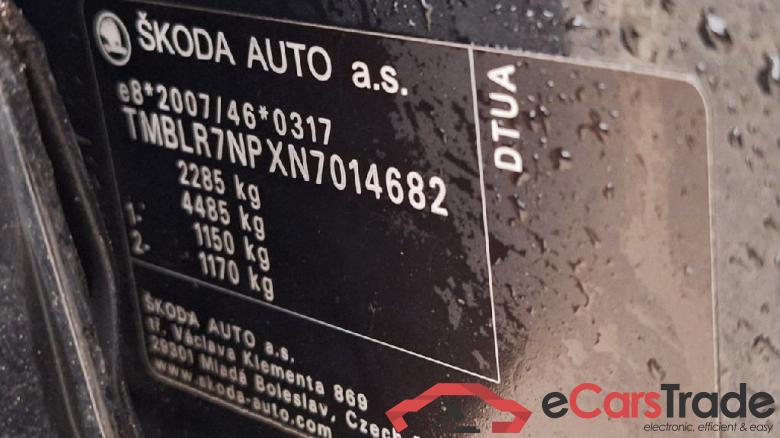 ŠKODA AUTO a.s.
e8*2007/46*0317
TMBLR7NPXN7014682
2285 kg
4485 kg
1- 1150 kg
2- 1170 kg
DTUA
ŠKODA AUTO a.s.
tř. Václava Klementa 869
29301 Mladá Boleslav, Czech
www.skoda-auto.com
eCarsTrade
electronic, efficient & easy